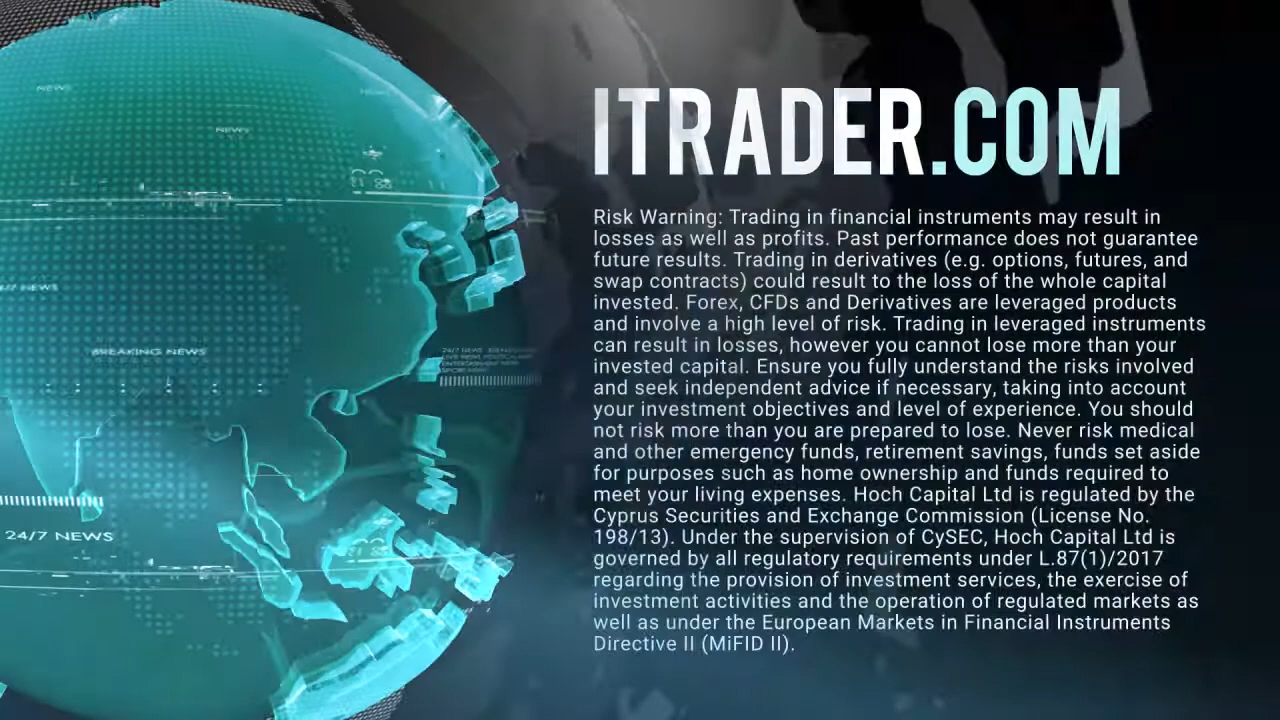 ITRADER.COM
Risk Warning: Trading in financial instruments may result in
losses as well as profits. Past performance does not guarantee
future results. Trading in derivatives (e.g. options, futures, and
swap contracts) could result to the loss of the whole capital
invested. Forex, CFDs and Derivatives are leveraged products
and involve a high level of risk. Trading in leveraged instruments
can result in losses, however you cannot lose more than your
invested capital. Ensure you fully understand the risks involved
and seek independent advice if necessary, taking into account
your investment objectives and level of experience. You should
not risk more than you are prepared to lose. Never risk medical
and other emergency funds, retirement savings, funds set aside
for purposes such as home ownership and funds required to
meet your living expenses. Hoch Capital Ltd is regulated by the
Cyprus Securities and Exchange Commission (License No.
198/13). Under the supervision of CySEC, Hoch Capital Ltd is
governed by all regulatory requirements under L.87(1)/2017
regarding the provision of investment services, the exercise of
investment activities and the operation of regulated markets as
well as under the European Markets in Financial Instruments
Directive II (MiFID II).
NEWS
NEWS
NEWS
BREAKING NEWS
24/7 NEWS
24/7 NEWS